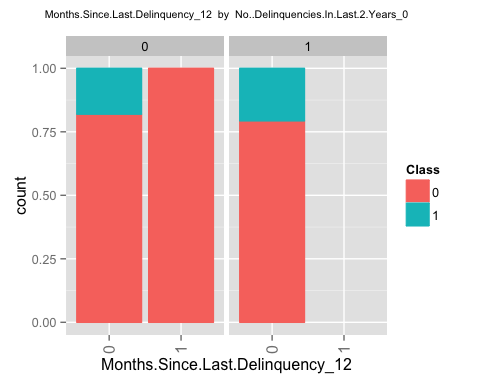 Months.Since.Last.Delinquency_12 by No..Delinquencies.In.Last.2.Years_0
0 1
1.00
0.75
0.50
0.25
0.00
count
0 1 0 1
Months.Since.Last.Delinquency_12
Class
0
1